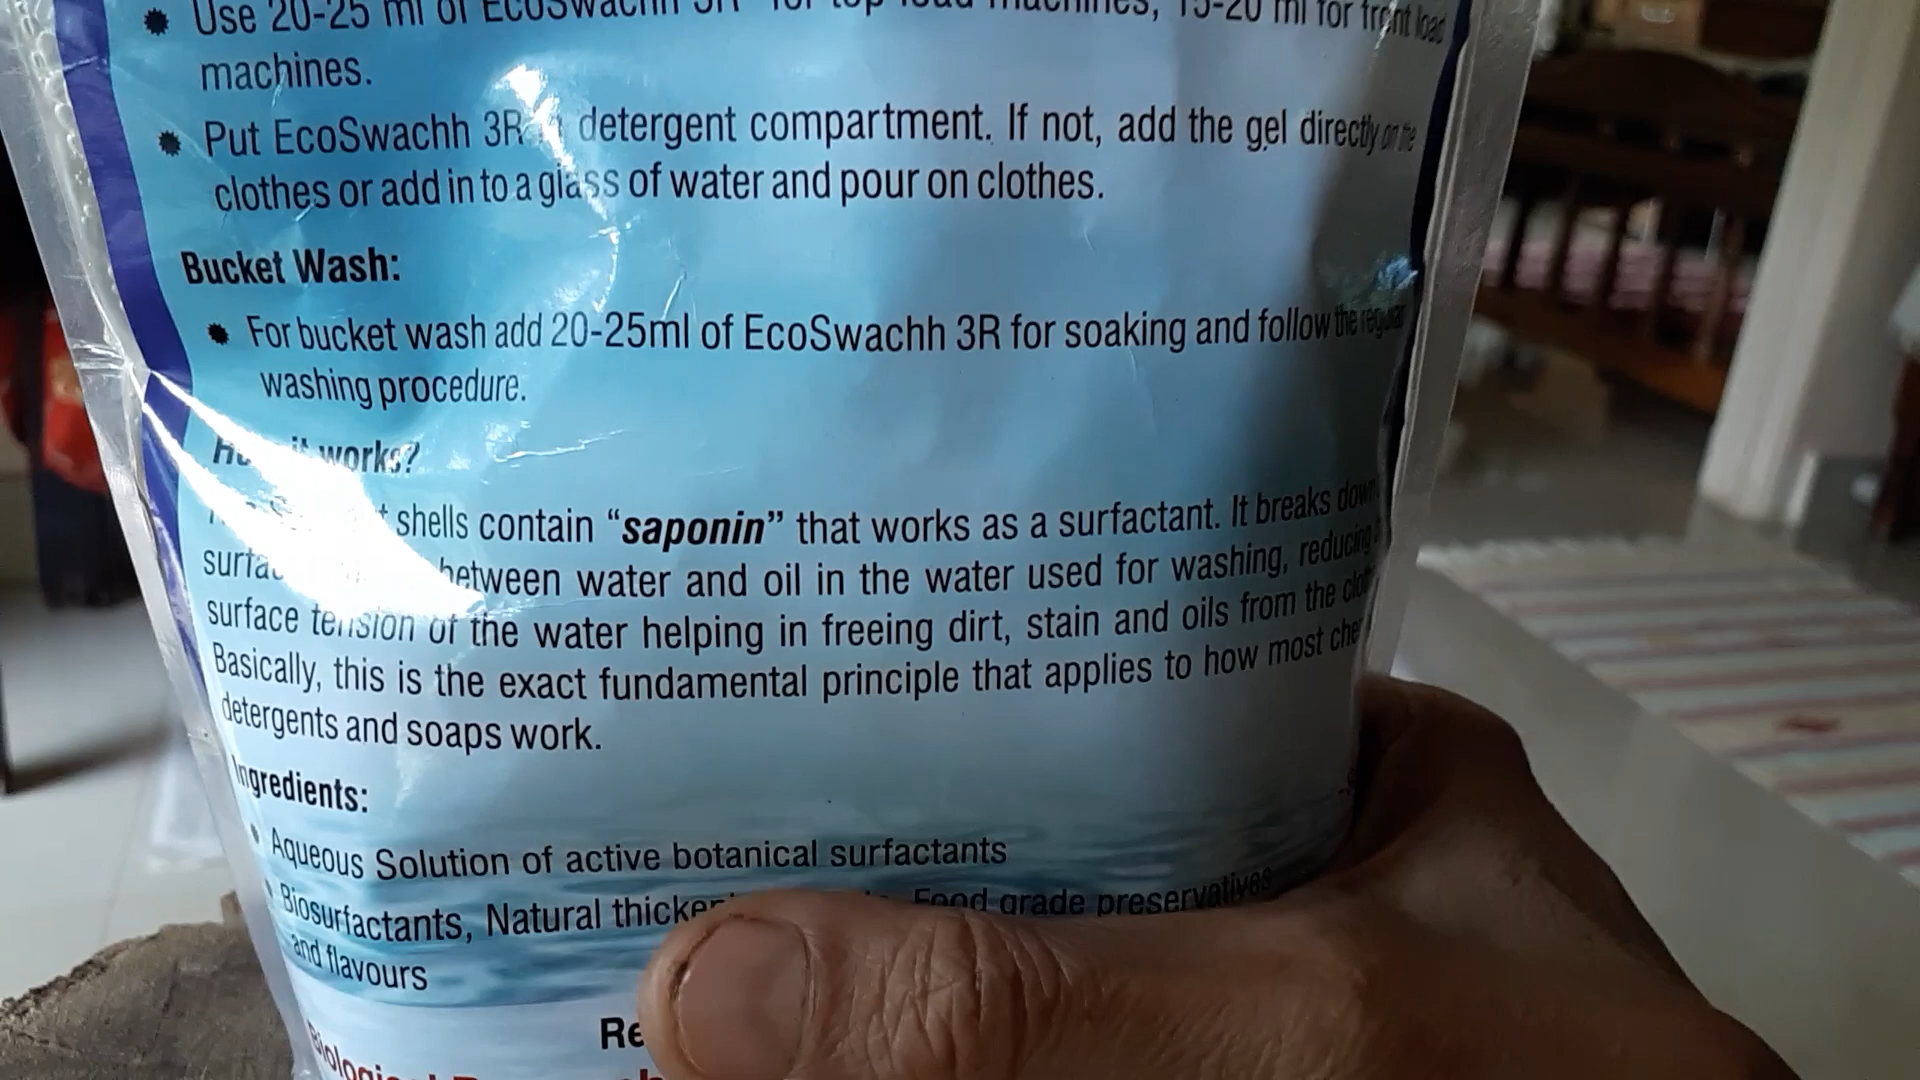 Use 20-25 ml of EcoSwachh 3R for top load machines, 15-20 ml for front load
machines.
Put EcoSwachh 3R detergent compartment. If not, add the gel directly on the
clothes or add in to a glass of water and pour on clothes.
Bucket Wash:
For bucket wash add 20-25ml of EcoSwachh 3R for soaking and follow the regular
washing procedure.
How it works?
shells contain “saponin” that works as a surfactant. It breaks down
between water and oil in the water used for washing, reducing
surface tension of the water helping in freeing dirt, stain and oils from the
Basically, this is the exact fundamental principle that applies to how most
detergents and soaps work.
Ingredients:
Aqueous Solution of active botanical surfactants
Biosurfactants, Natural Food grade preservatives
and flavours
Biological